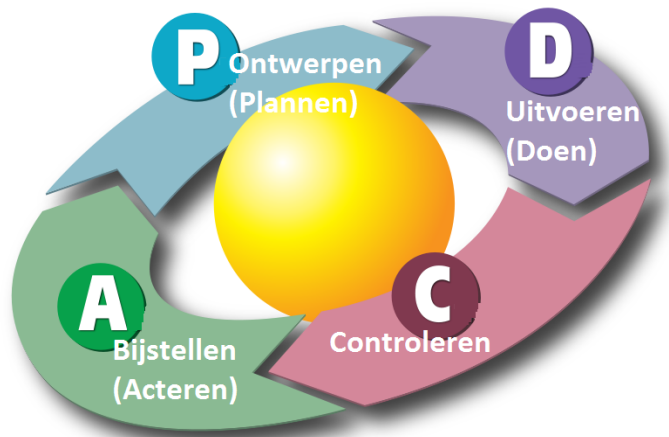 P
Ontwerpen
(Plannen)
D
Uitvoeren
(Doen)
C
Controleren
A
Bijstellen
(Acteren)